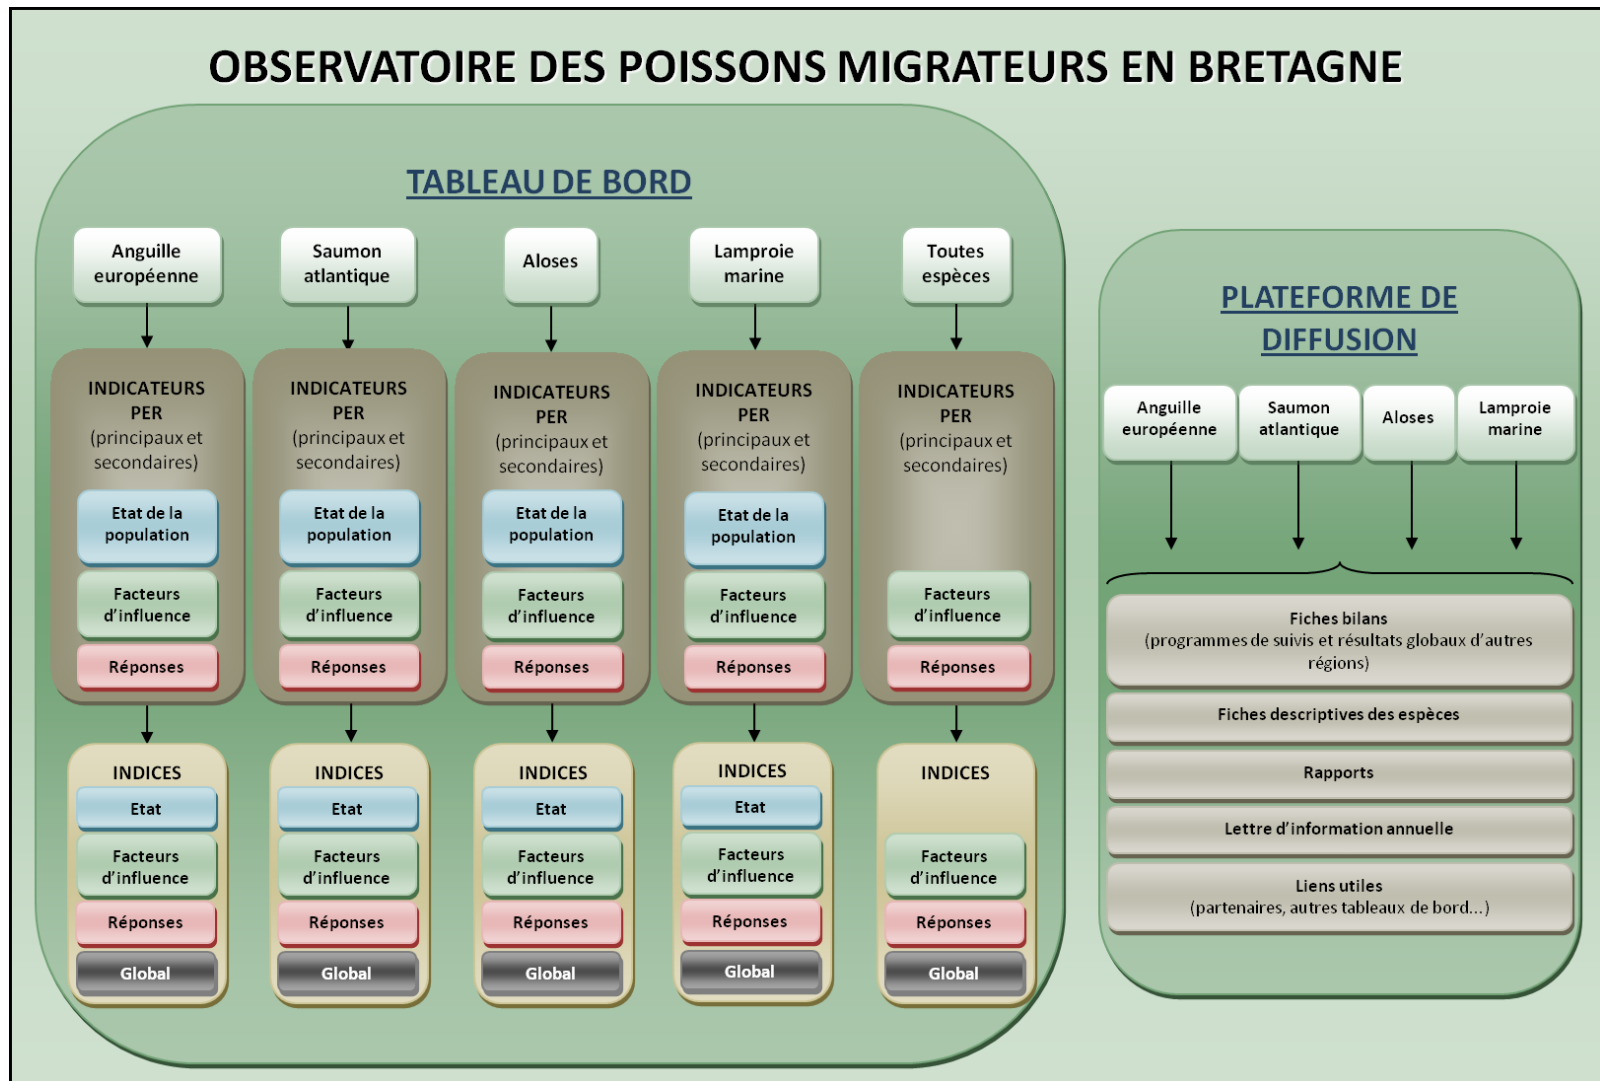 OBSERVATOIRE DES POISSONS MIGRATEURS EN BRETAGNE
TABLEAU DE BORD
Anguille
européenne
INDICATEURS
PER
(principaux et
secondaires)
Etat de la
population
Facteurs
d'influence
Réponses
INDICES
Etat
Facteurs
d'influence
Réponses
Global
Saumon
atlantique
INDICATEURS
PER
(principaux et
secondaires)
Etat de la
population
Facteurs
d'influence
Réponses
INDICES
Etat
Facteurs
d'influence
Réponses
Global
Aloses
INDICATEURS
PER
(principaux et
secondaires)
Etat de la
population
Facteurs
d'influence
Réponses
INDICES
Etat
Facteurs
d'influence
Réponses
Global
Lamproie
marine
INDICATEURS
PER
(principaux et
secondaires)
Etat de la
population
Facteurs
d'influence
Réponses
INDICES
Etat
Facteurs
d'influence
Réponses
Global
Toutes
espèces
INDICATEURS
PER
(principaux et
secondaires)
Facteurs
d'influence
Réponses
INDICES
Facteurs
d'influence
Réponses
Global
PLATEFORME DE
DIFFUSION
Anguille
européenne
Saumon
atlantique
Aloses
Lamproie
marine
Fiches bilans
(programmes de suivis et résultats globaux d'autres
régions)
Fiches descriptives des espèces
Rapports
Lettre d'information annuelle
Liens utiles
(partenaires, autres tableaux de bord...)